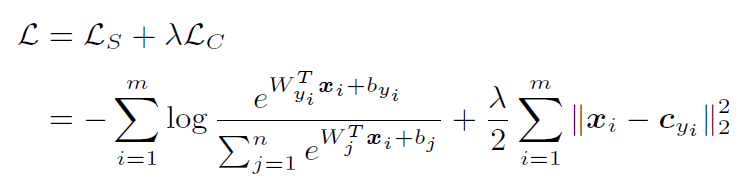 \mathcal{L} = \mathcal{L}_S + \lambda \mathcal{L}_C
= -\sum_{i=1}^{m} \log \frac{e^{W_{y_i}^T \boldsymbol{x}_i + b_{y_i}}}{\sum_{j=1}^{n} e^{W_j^T \boldsymbol{x}_i + b_j}} + \frac{\lambda}{2} \sum_{i=1}^{m} \|\boldsymbol{x}_i - \boldsymbol{c}_{y_i}\|_2^2